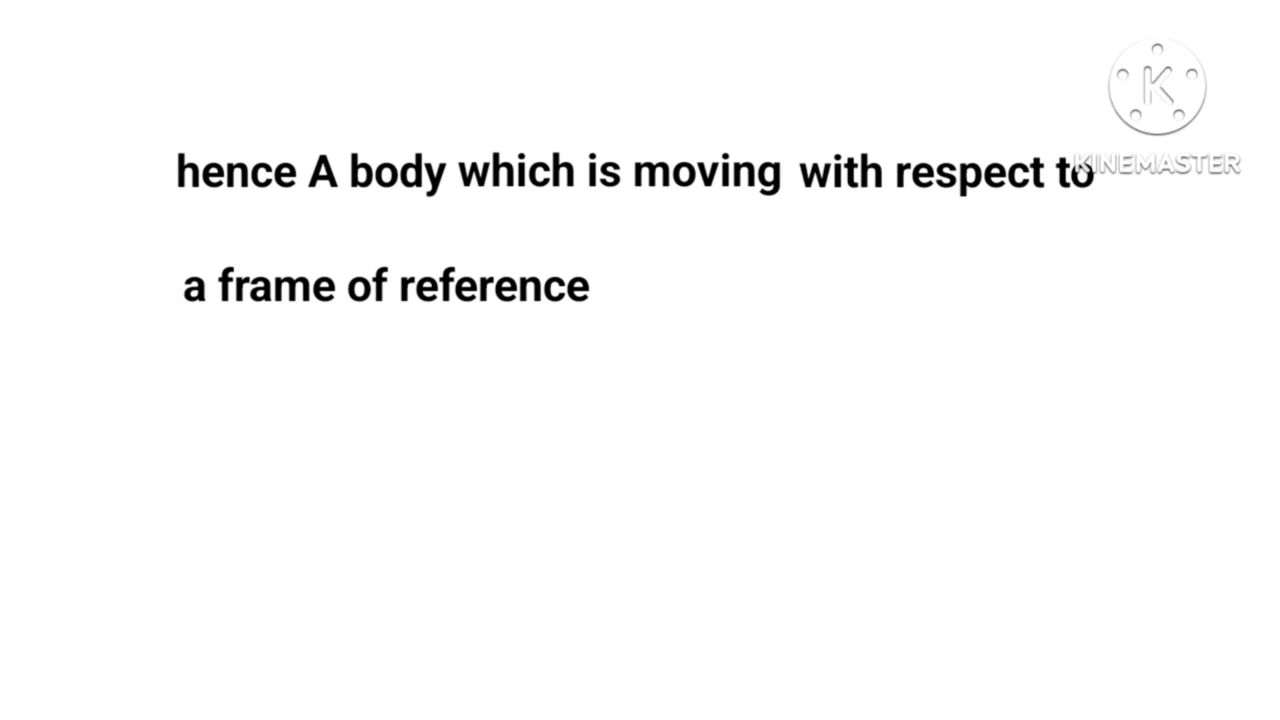 K
KINEMASTER
hence A body which is moving with respect to
a frame of reference